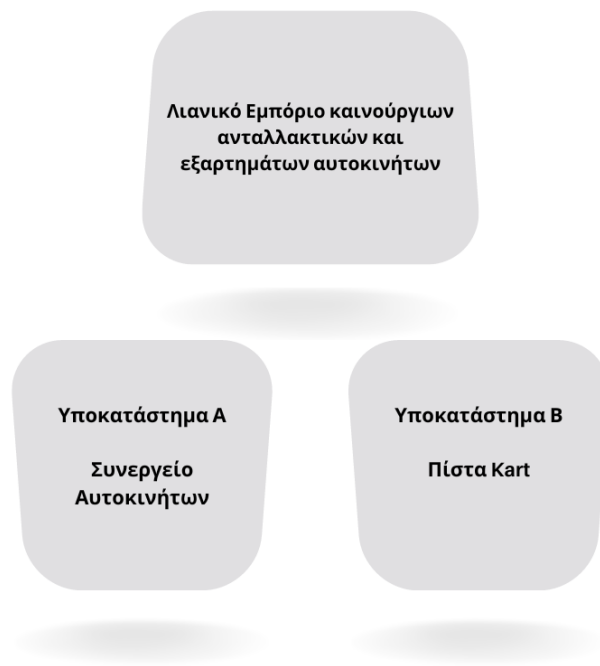 Λιανικό Εμπόριο καινούργιων
ανταλλακτικών και
εξαρτημάτων αυτοκινήτων
Υποκατάστημα Α
Συνεργείο
Αυτοκινήτων
Υποκατάστημα Β
Πίστα Kart